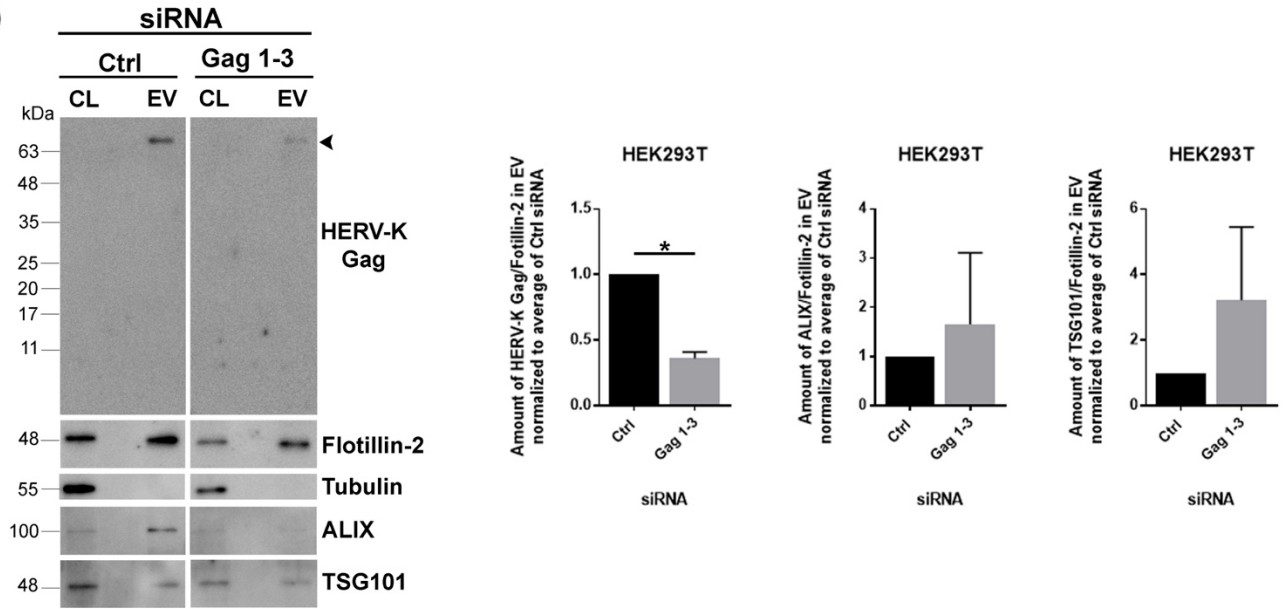 )
siRNA
Ctrl
Gag 1-3
CL
EV
CL
EV
kDa
63
48
35
25
20
17
11
HERV-K
Gag
48
Flotillin-2
55
Tubulin
100
ALIX
48
TSG101
HEK293T
Amount of HERV-K Gag/Fotillin-2 in EV
normalized to average of Ctrl siRNA
1.5
1.0
0.5
0.0
*
Ctrl
Gag 1-3
siRNA
HEK293T
Amount of ALIX/Fotillin-2 in EV
normalized to average of Ctrl siRNA
4
3
2
1
0
Ctrl
Gag 1-3
siRNA
HEK293T
Amount of TSG101/Fotillin-2 in EV
normalized to average of Ctrl siRNA
6
4
2
0
Ctrl
Gag 1-3
siRNA